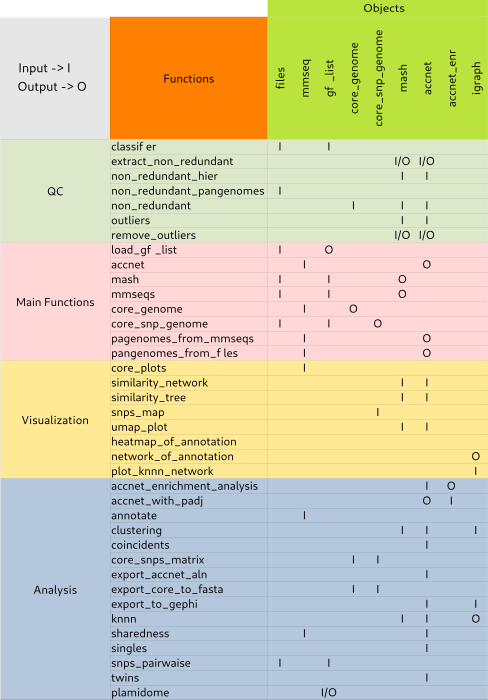 Objects
Input -> I
Output -> O
Functions
files
mmseq
gf _list
core_genome
core_snp_genome
mash
accnet
accnet_enr
igraph
QC
classif er I I
extract_non_redundant I/O I/O
non_redundant_hier I I
non_redundant_pangenomes I
non_redundant I I I
outliers I I
remove_outliers I/O I/O
Main Functions
load_gf _list I O
accnet I O
mash I I O
mmseqs I I O
core_genome I O
core_snp_genome I I O
pagenomes_from_mmseqs I O
pangenomes_from_f les I O
Visualization
core_plots I
similarity_network I I
similarity_tree I I
snps_map I
umap_plot I I
heatmap_of_annotation
network_of_annotation O
plot_knnn_network I
Analysis
accnet_enrichment_analysis I O
accnet_with_padj O I
annotate I
clustering I I I
coincidents I
core_snps_matrix I I
export_accnet_aln I
export_core_to_fasta I I
export_to_gephi I I
knnn I I O
sharedness I I
singles I
snps_pairwaise I I
twins I
plamidome I/O